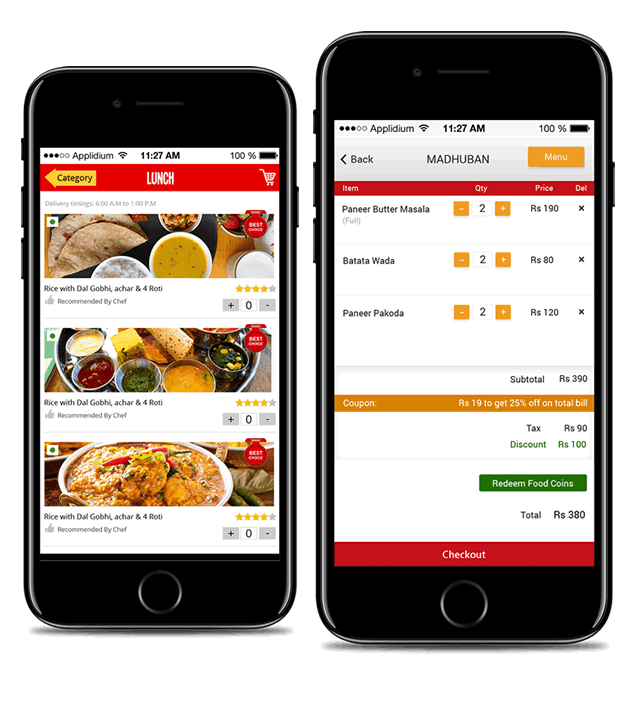 ●●●○○ Applidium 11:27 AM 100 %
Category LUNCH
Delivery timings: 6:00 A.M to 1:00 P.M
BEST CHOICE
Rice with Dal Gobhi, achar & 4 Roti
Recommended By Chef + 0 -
BEST CHOICE
Rice with Dal Gobhi, achar & 4 Roti
Recommended By Chef + 0 -
BEST CHOICE
Rice with Dal Gobhi, achar & 4 Roti
Recommended By Chef + 0 -
●●●○○ Applidium 11:27 AM 100 %
Back MADHUBAN Menu
Item Qty Price Del
Paneer Butter Masala - 2 + Rs 190 ×
(Full)
Batata Wada - 2 + Rs 80 ×
Paneer Pakoda - 2 + Rs 120 ×
Subtotal Rs 390
Coupon: Rs 19 to get 25% off on total bill
Tax Rs 90
Discount Rs 100
Redeem Food Coins
Total Rs 380
Checkout